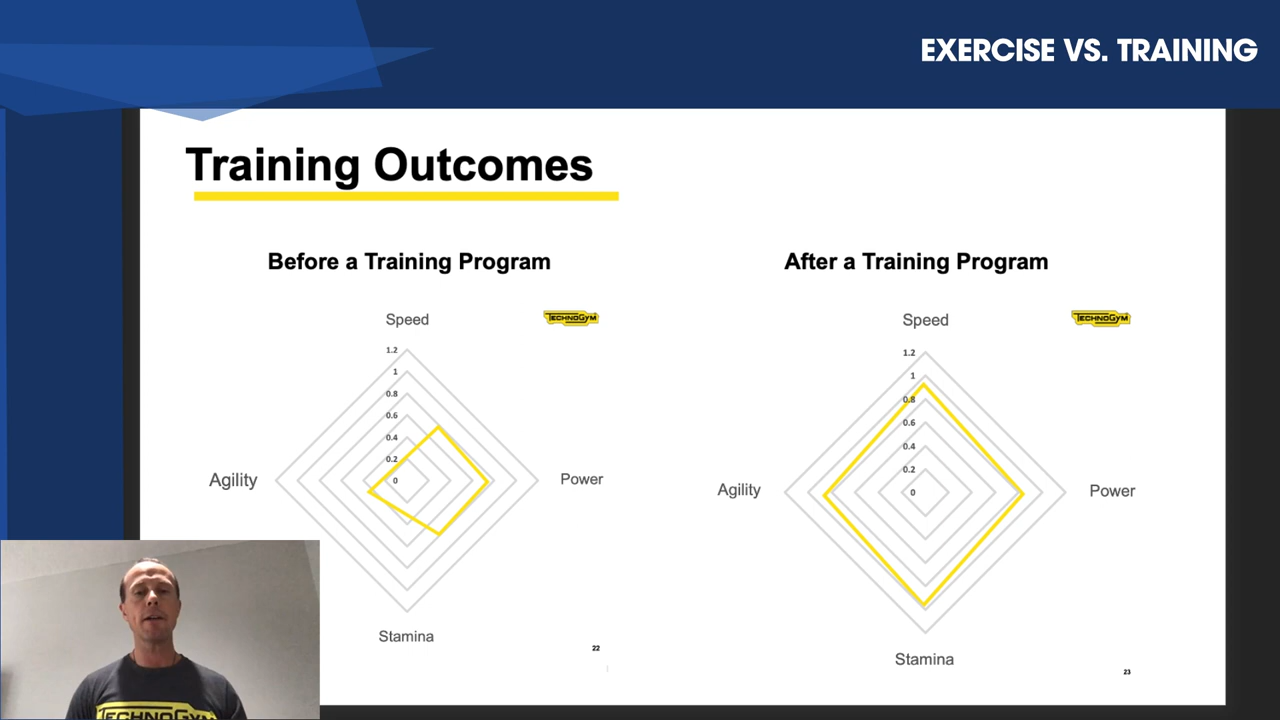 EXERCISE VS. TRAINING
Training Outcomes
Before a Training Program
Speed
TECHNOGYM
1.2
1
0.8
0.6
0.4
0.2
0
Agility
Power
Stamina
22
After a Training Program
Speed
TECHNOGYM
1.2
1
0.8
0.6
0.4
0.2
0
Agility
Power
Stamina
23
TECHNOGYM